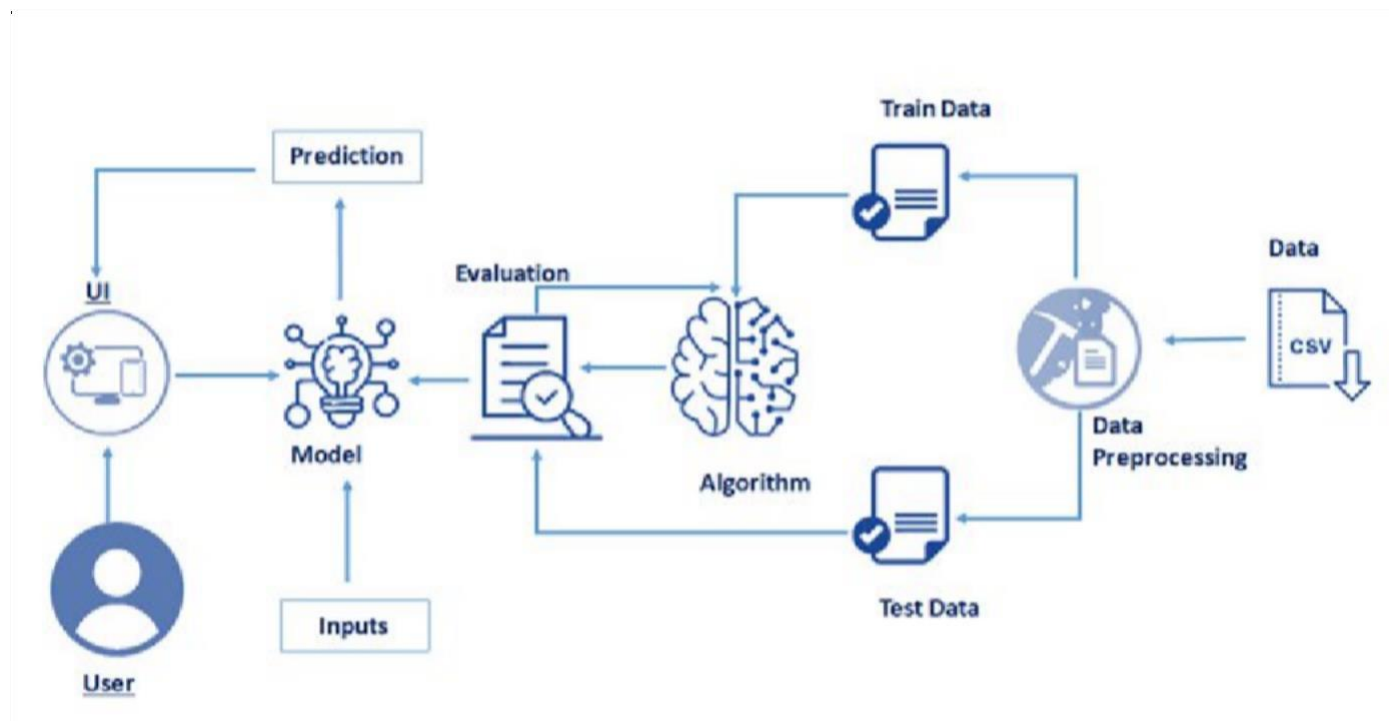 Train Data
Prediction
Data
Evaluation
UI
CSV
Data
Preprocessing
Model
Algorithm
Test Data
Inputs
User